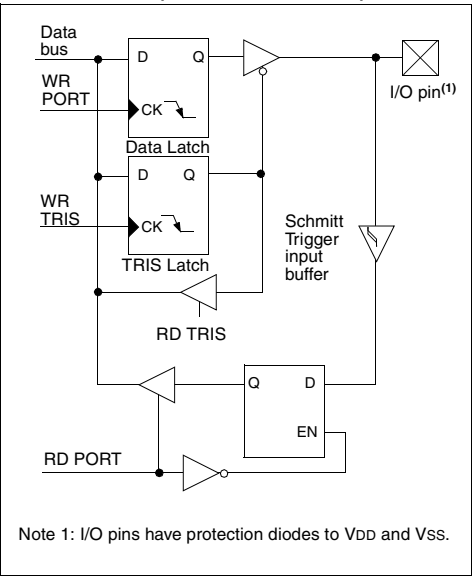 Data
bus
D
Q
WR
PORT
CK
I/O pin(1)
Data Latch
D
Q
WR
TRIS
CK
TRIS Latch
Schmitt
Trigger
input
buffer
RD TRIS
Q
D
EN
RD PORT
Note 1: I/O pins have protection diodes to VDD and VSS.